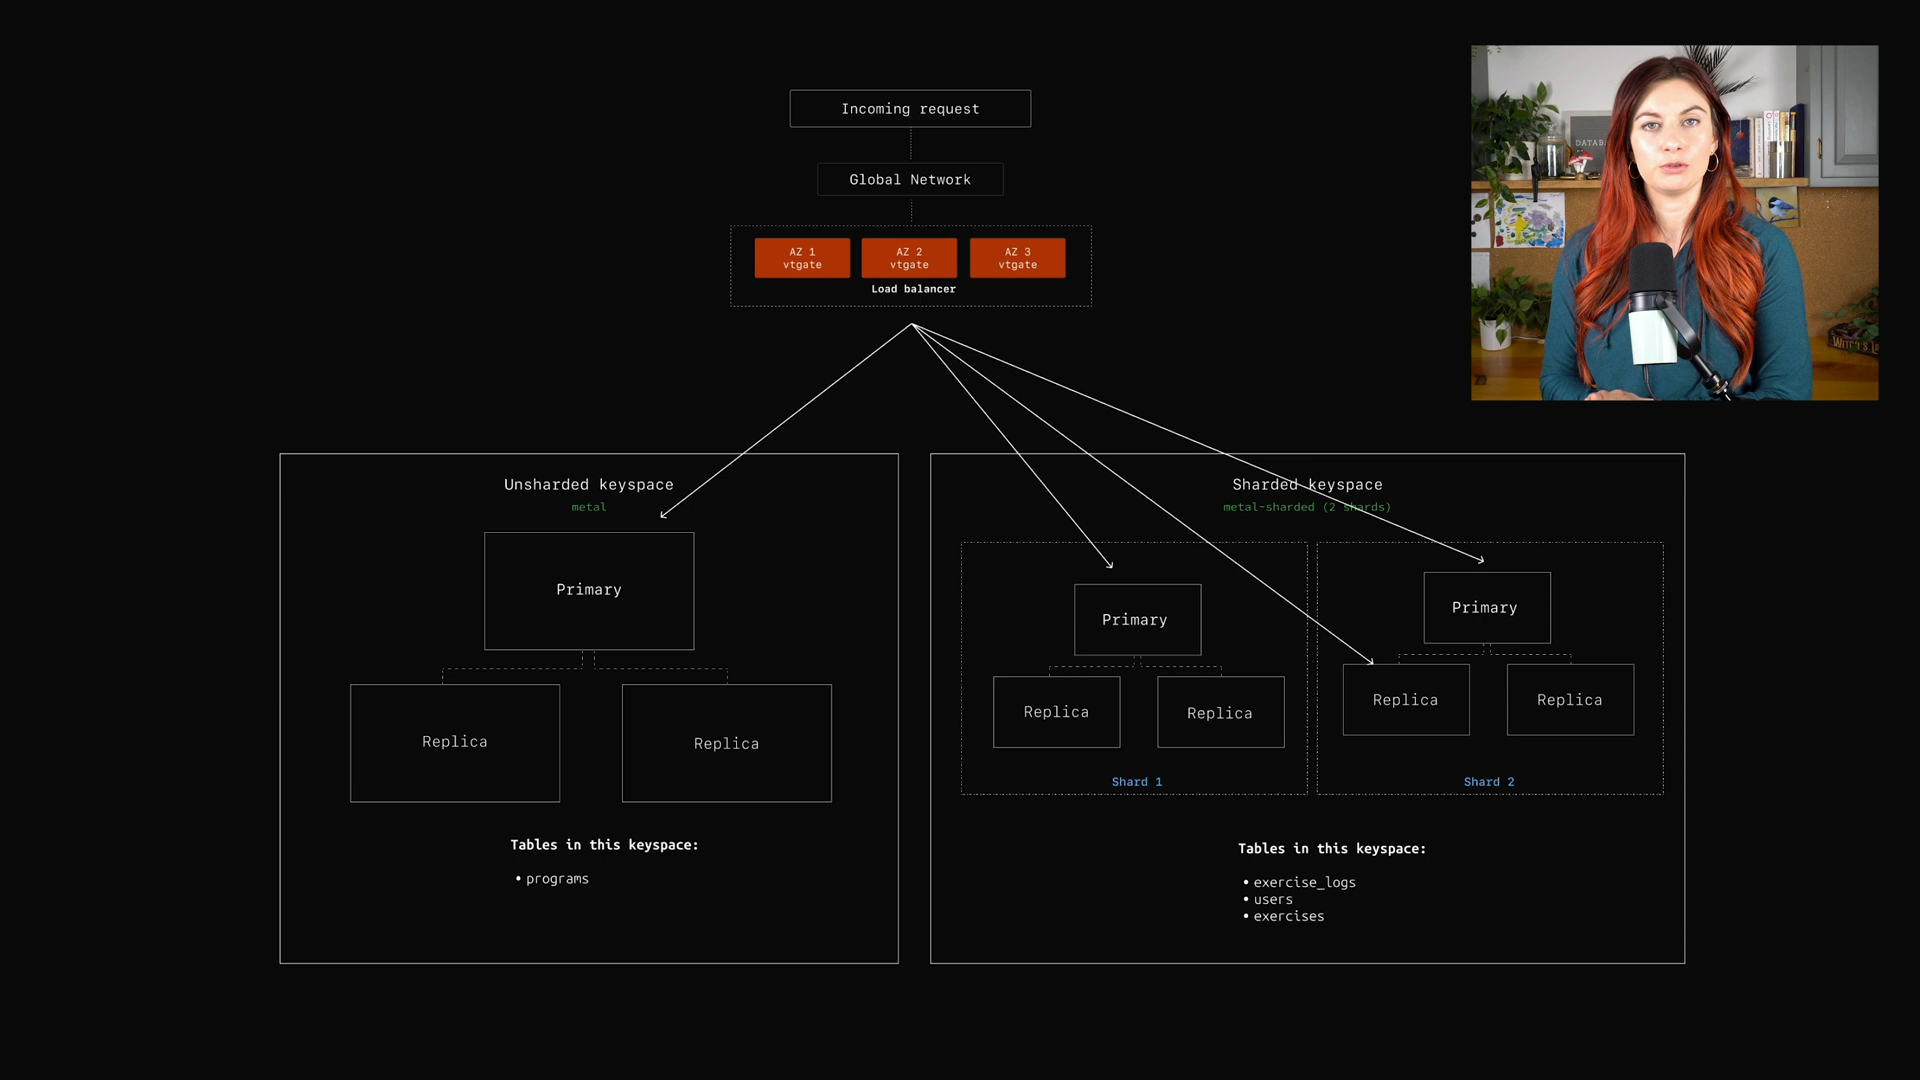 Incoming request
Global Network
AZ 1
vtgate
AZ 2
vtgate
AZ 3
vtgate
Load balancer
Unsharded keyspace
metal
Primary
Replica
Replica
Tables in this keyspace:
• programs
Sharded keyspace
metal-sharded (2 shards)
Primary
Replica
Replica
Shard 1
Primary
Replica
Replica
Shard 2
Tables in this keyspace:
• exercise_logs
• users
• exercises
DATAB